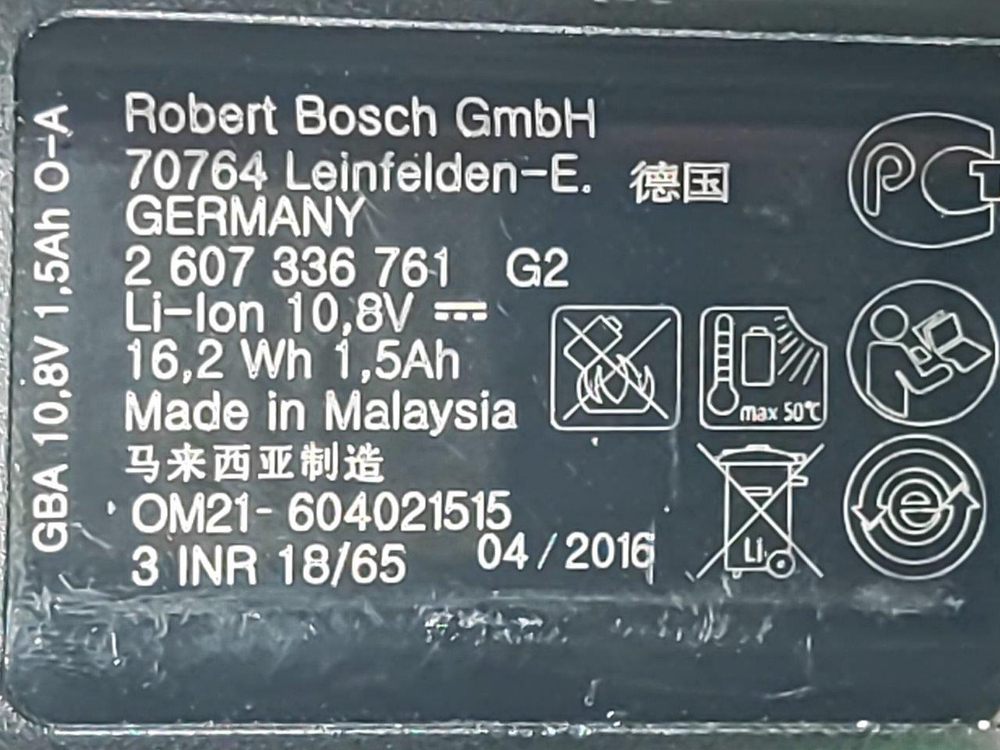 GBA 10,8V 1,5Ah O-A
Robert Bosch GmbH
70764 Leinfelden-E. 德国
GERMANY
2 607 336 761 G2
Li-Ion 10,8V
16,2 Wh 1,5Ah
Made in Malaysia
马来西亚制造
OM21- 604021515
3 INR 18/65 04/2016
max 50°C
Li
PC
e